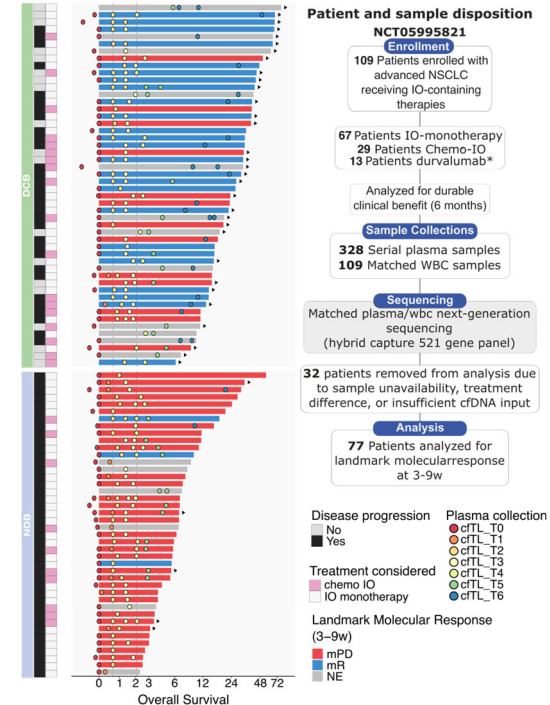 Patient and sample disposition
NCT05995821
Enrollment
109 Patients enrolled with
advanced NSCLC
receiving IO-containing
therapies
67 Patients IO-monotherapy
29 Patients Chemo-IO
13 Patients durvalumab*
Analyzed for durable
clinical benefit (6 months)
Sample Collections
328 Serial plasma samples
109 Matched WBC samples
Sequencing
Matched plasma/wbc next-generation
sequencing
(hybrid capture 521 gene panel)
32 patients removed from analysis due
to sample unavailability, treatment
difference, or insufficient cfDNA input
Analysis
77 Patients analyzed for
landmark molecularresponse
at 3-9w
DCB
NDB
0 1 2 3 6 12 24 48 72
Overall Survival
Disease progression
No
Yes
Treatment considered
chemo IO
IO monotherapy
Landmark Molecular Response
(3-9w)
mPD
mR
NE
Plasma collection
cfTL_T0
cfTL_T1
cfTL_T2
cfTL_T3
cfTL_T4
cfTL_T5
cfTL_T6